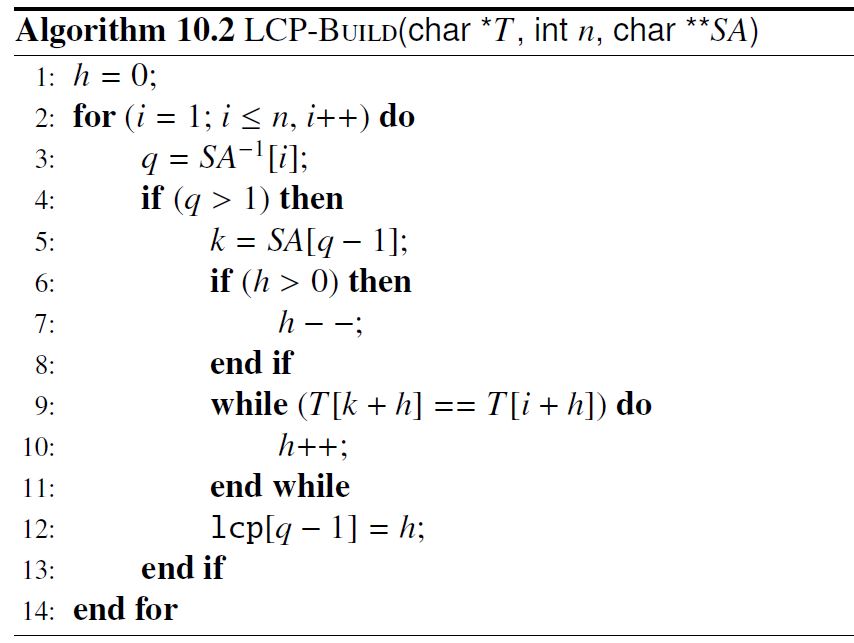 Algorithm 10.2 LCP-Build(char *T, int n, char **SA)
1: h = 0;
2: for (i = 1; i ≤ n, i++) do
3: q = SA⁻¹[i];
4: if (q > 1) then
5: k = SA[q − 1];
6: if (h > 0) then
7: h − −;
8: end if
9: while (T[k + h] == T[i + h]) do
10: h++;
11: end while
12: lcp[q − 1] = h;
13: end if
14: end for